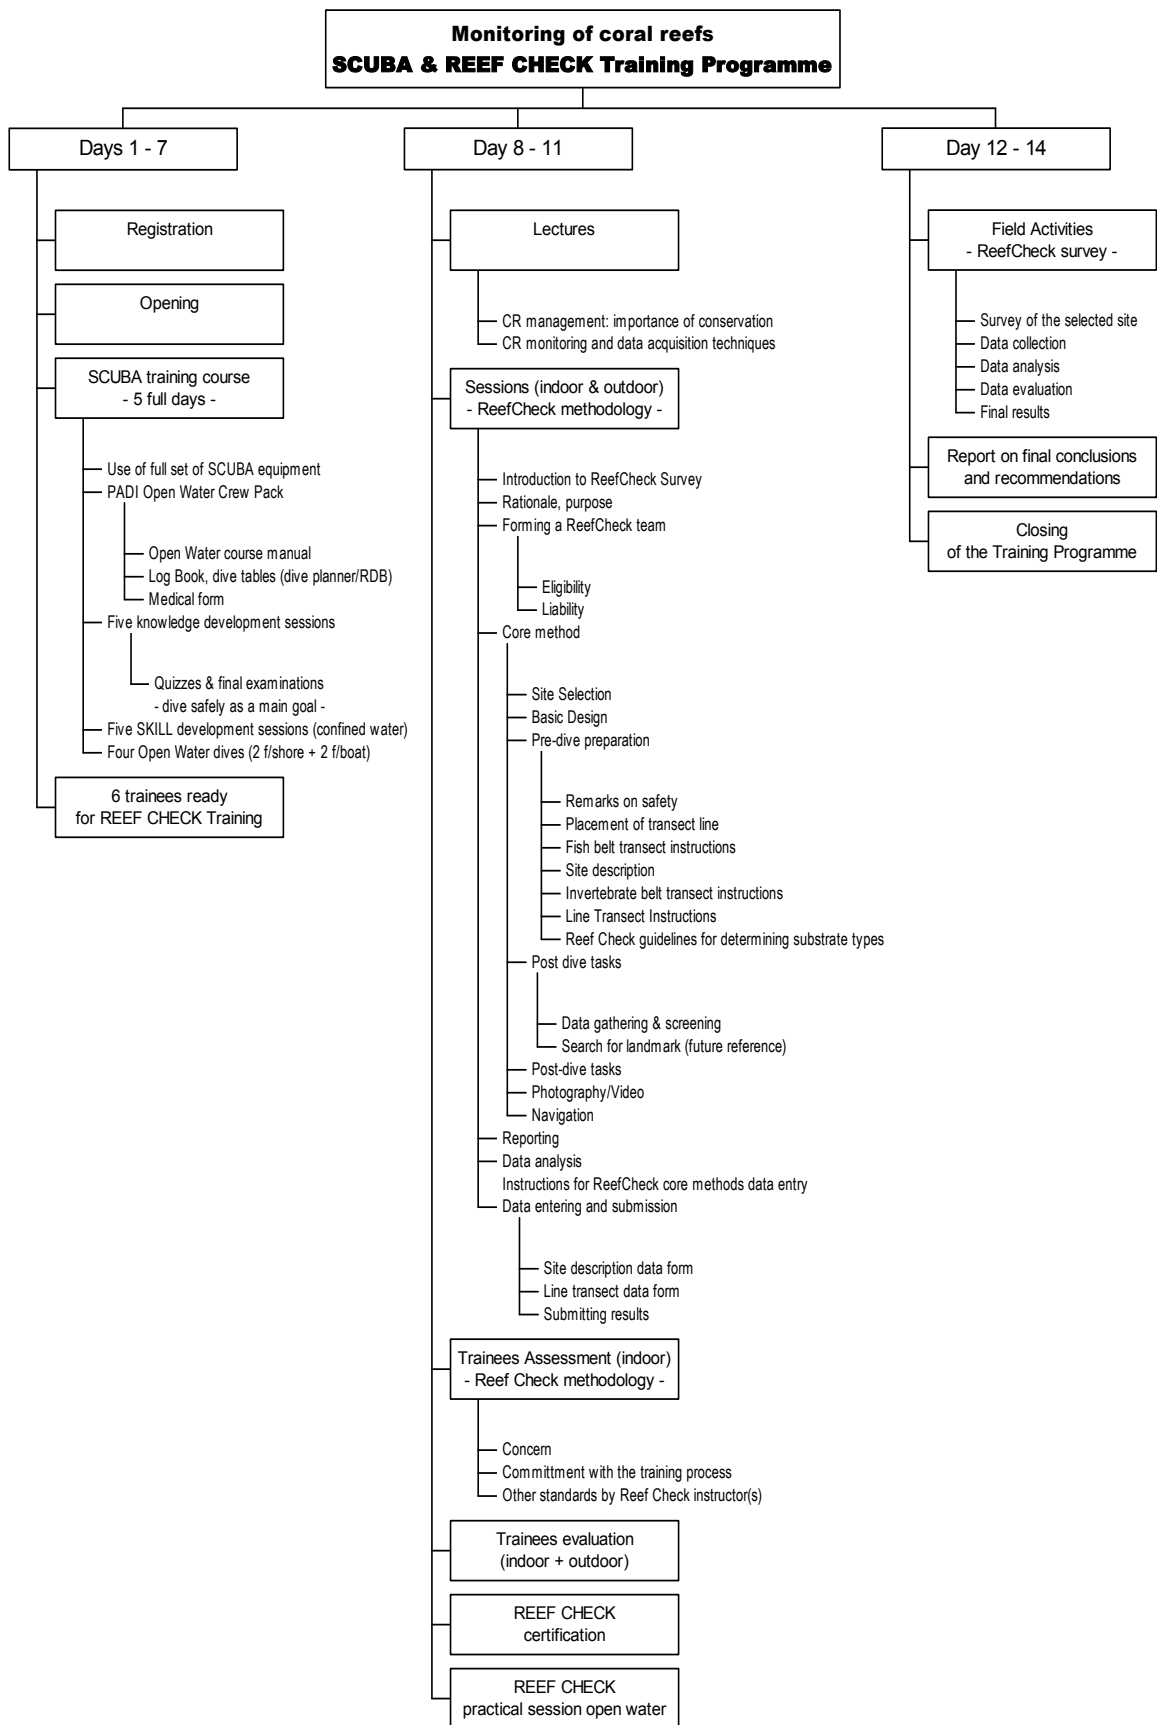 Monitoring of coral reefs
SCUBA & REEF CHECK Training Programme
Days 1 - 7
Registration
Opening
SCUBA training course
- 5 full days -
Use of full set of SCUBA equipment
PADI Open Water Crew Pack
Open Water course manual
Log Book, dive tables (dive planner/RDB)
Medical form
Five knowledge development sessions
Quizzes & final examinations
- dive safely as a main goal -
Five SKILL development sessions (confined water)
Four Open Water dives (2 f/shore + 2 f/boat)
6 trainees ready
for REEF CHECK Training
Day 8 - 11
Lectures
CR management: importance of conservation
CR monitoring and data acquisition techniques
Sessions (indoor & outdoor)
- ReefCheck methodology -
Introduction to ReefCheck Survey
Rationale, purpose
Forming a ReefCheck team
Eligibility
Liability
Core method
Site Selection
Basic Design
Pre-dive preparation
Remarks on safety
Placement of transect line
Fish belt transect instructions
Site description
Invertebrate belt transect instructions
Line Transect Instructions
Reef Check guidelines for determining substrate types
Post dive tasks
Data gathering & screening
Search for landmark (future reference)
Post-dive tasks
Photography/Video
Navigation
Reporting
Data analysis
Instructions for ReefCheck core methods data entry
Data entering and submission
Site description data form
Line transect data form
Submitting results
Trainees Assessment (indoor)
- Reef Check methodology -
Concern
Committment with the training process
Other standards by Reef Check instructor(s)
Trainees evaluation
(indoor + outdoor)
REEF CHECK
certification
REEF CHECK
practical session open water
Day 12 - 14
Field Activities
- ReefCheck survey -
Survey of the selected site
Data collection
Data analysis
Data evaluation
Final results
Report on final conclusions
and recommendations
Closing
of the Training Programme